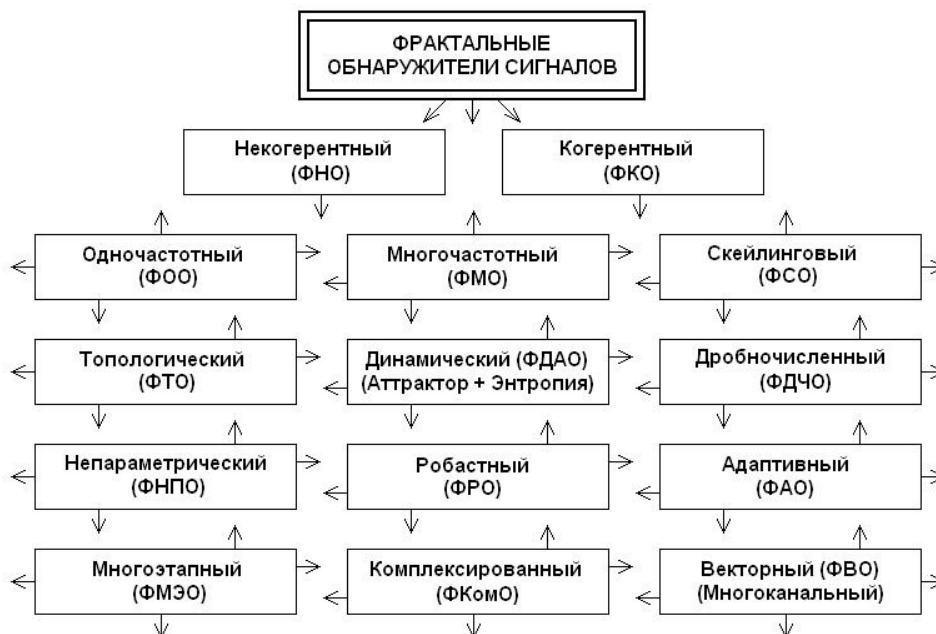 ФРАКТАЛЬНЫЕ
ОБНАРУЖИТЕЛИ СИГНАЛОВ
Некогерентный
(ФНО)
Когерентный
(ФКО)
Одночастотный
(ФОО)
Многочастотный
(ФМО)
Скейлинговый
(ФСО)
Топологический
(ФТО)
Динамический (ФДАО)
(Аттрактор + Энтропия)
Дробночисленный
(ФДЧО)
Непараметрический
(ФНПО)
Робастный
(ФРО)
Адаптивный
(ФАО)
Многоэтапный
(ФМЭО)
Комплексированный
(ФКомО)
Векторный (ФВО)
(Многоканальный)